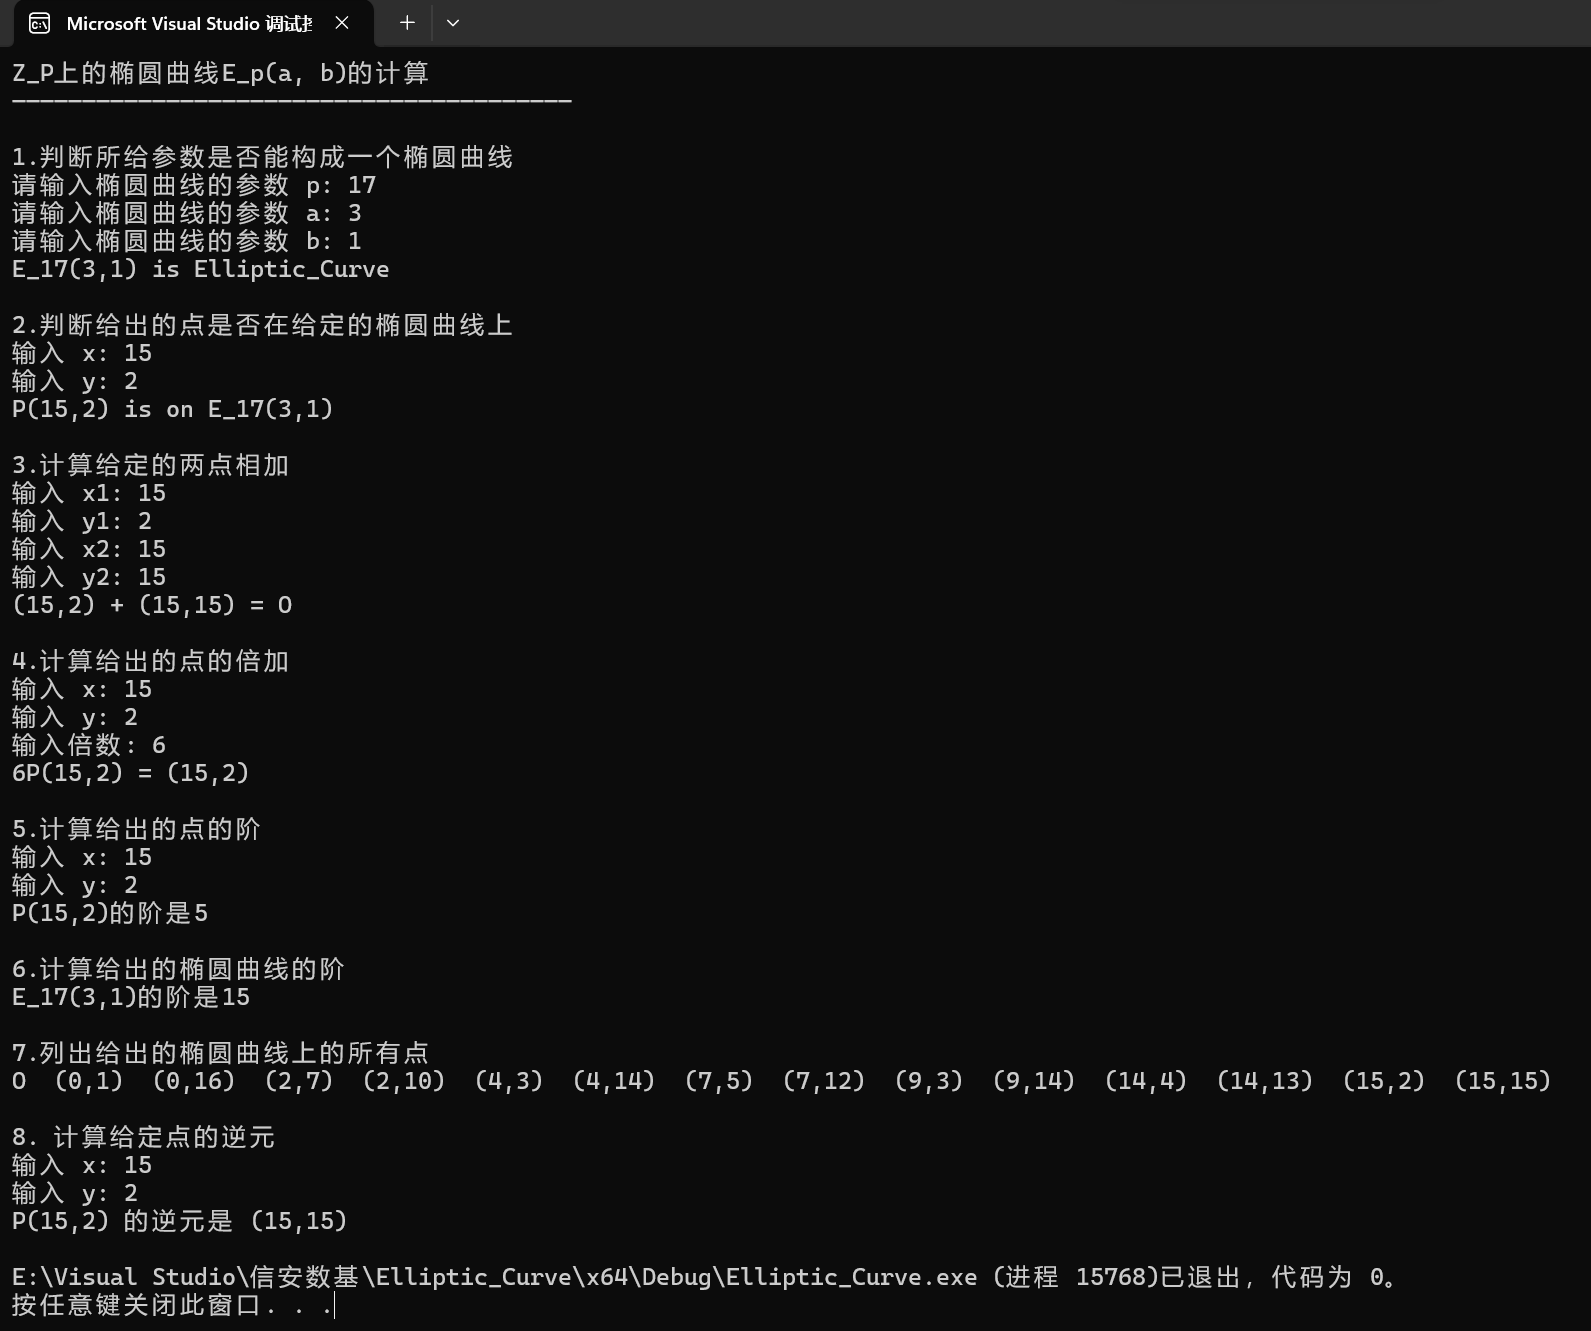 Microsoft Visual Studio 调试控
Z_P上的椭圆曲线E_p(a, b)的计算
————————————————————————————————————————
1.判断所给参数是否能构成一个椭圆曲线
请输入椭圆曲线的参数 p: 17
请输入椭圆曲线的参数 a: 3
请输入椭圆曲线的参数 b: 1
E_17(3,1) is Elliptic_Curve
2.判断给出的点是否在给定的椭圆曲线上
输入 x: 15
输入 y: 2
P(15,2) is on E_17(3,1)
3.计算给定的两点相加
输入 x1: 15
输入 y1: 2
输入 x2: 15
输入 y2: 15
(15,2) + (15,15) = O
4.计算给出的点的倍加
输入 x: 15
输入 y: 2
输入倍数: 6
6P(15,2) = (15,2)
5.计算给出的点的阶
输入 x: 15
输入 y: 2
P(15,2)的阶是5
6.计算给出的椭圆曲线的阶
E_17(3,1)的阶是15
7.列出给出的椭圆曲线上的所有点
O  (0,1)  (0,16)  (2,7)  (2,10)  (4,3)  (4,14)  (7,5)  (7,12)  (9,3)  (9,14)  (14,4)  (14,13)  (15,2)  (15,15)
8. 计算给定点的逆元
输入 x: 15
输入 y: 2
P(15,2) 的逆元是 (15,15)
E:\Visual Studio\信安数基\Elliptic_Curve\x64\Debug\Elliptic_Curve.exe (进程 15768)已退出，代码为 0。
按任意键关闭此窗口. . .